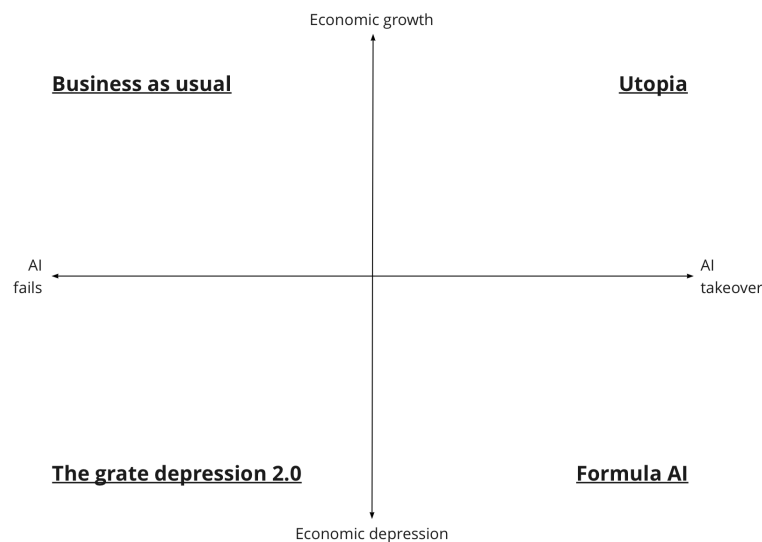 Economic growth
Business as usual
Utopia
AI
fails
AI
takeover
The grate depression 2.0
Formula AI
Economic depression